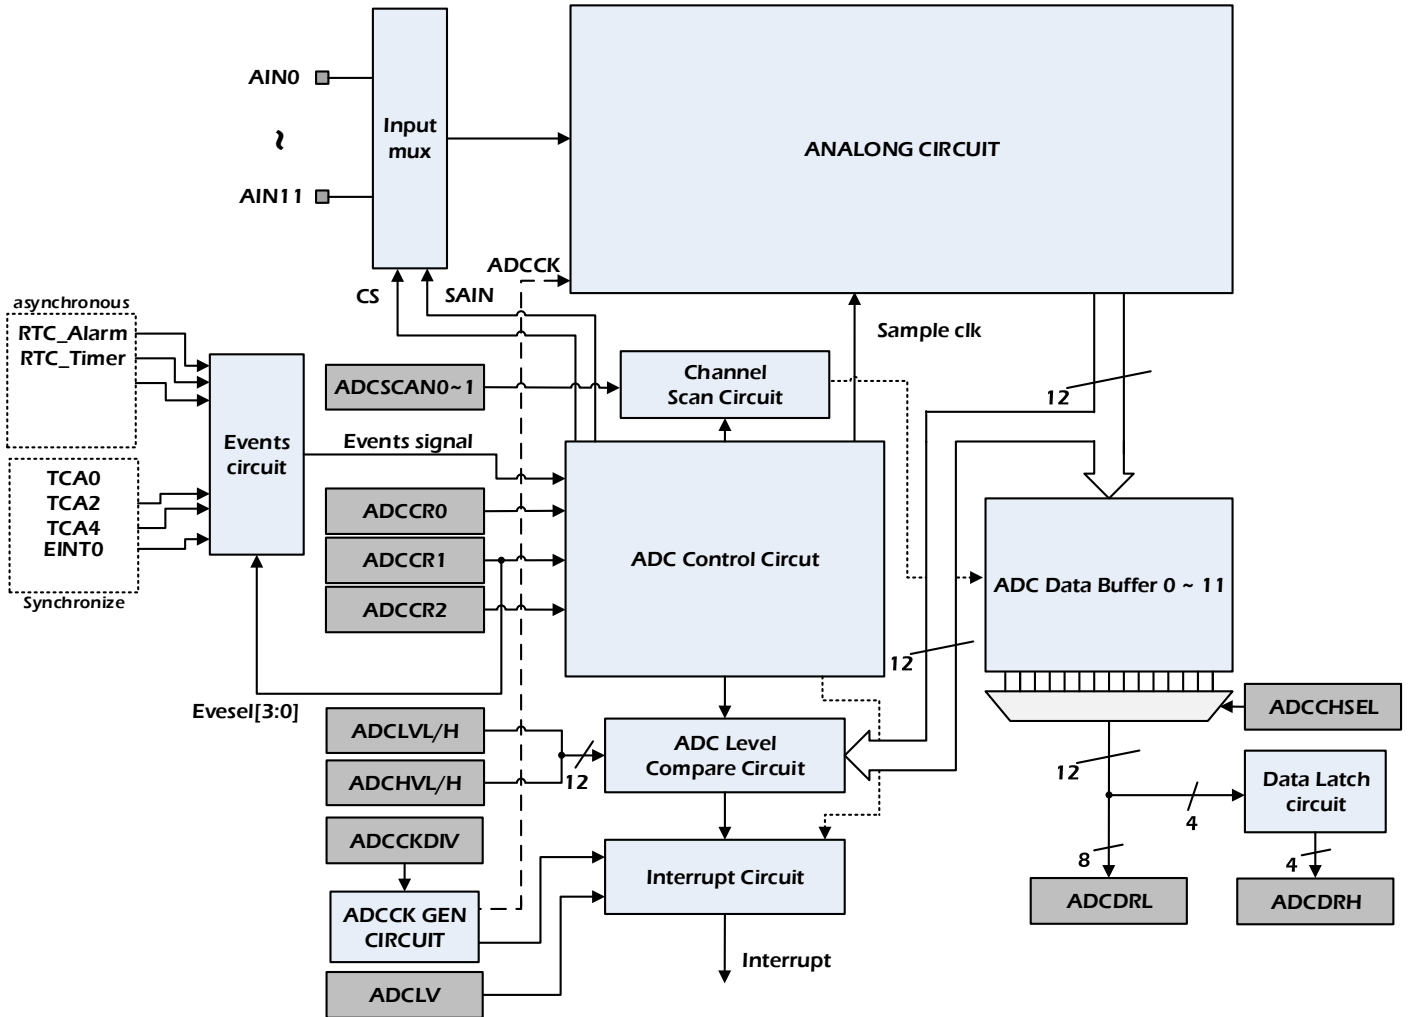 AIN0
~
AIN11
Input
mux
ANALONG CIRCUIT
ADCCK
CS
SAIN
Sample clk
asynchronous
RTC_Alarm
RTC_Timer
TCA0
TCA2
TCA4
EINT0
Synchronize
Events
circuit
Events signal
Evesel[3:0]
ADCSCAN0~1
Channel
Scan Circuit
ADCCR0
ADCCR1
ADCCR2
ADC Control Circut
12
12
ADC Data Buffer 0 ~ 11
ADCCHSEL
ADCLVL/H
ADCHVL/H
12
ADC Level
Compare Circuit
12
4
Data Latch
circuit
8
4
ADCDRL
ADCDRH
ADCCKDIV
ADCCK GEN
CIRCUIT
ADCLV
Interrupt Circuit
Interrupt